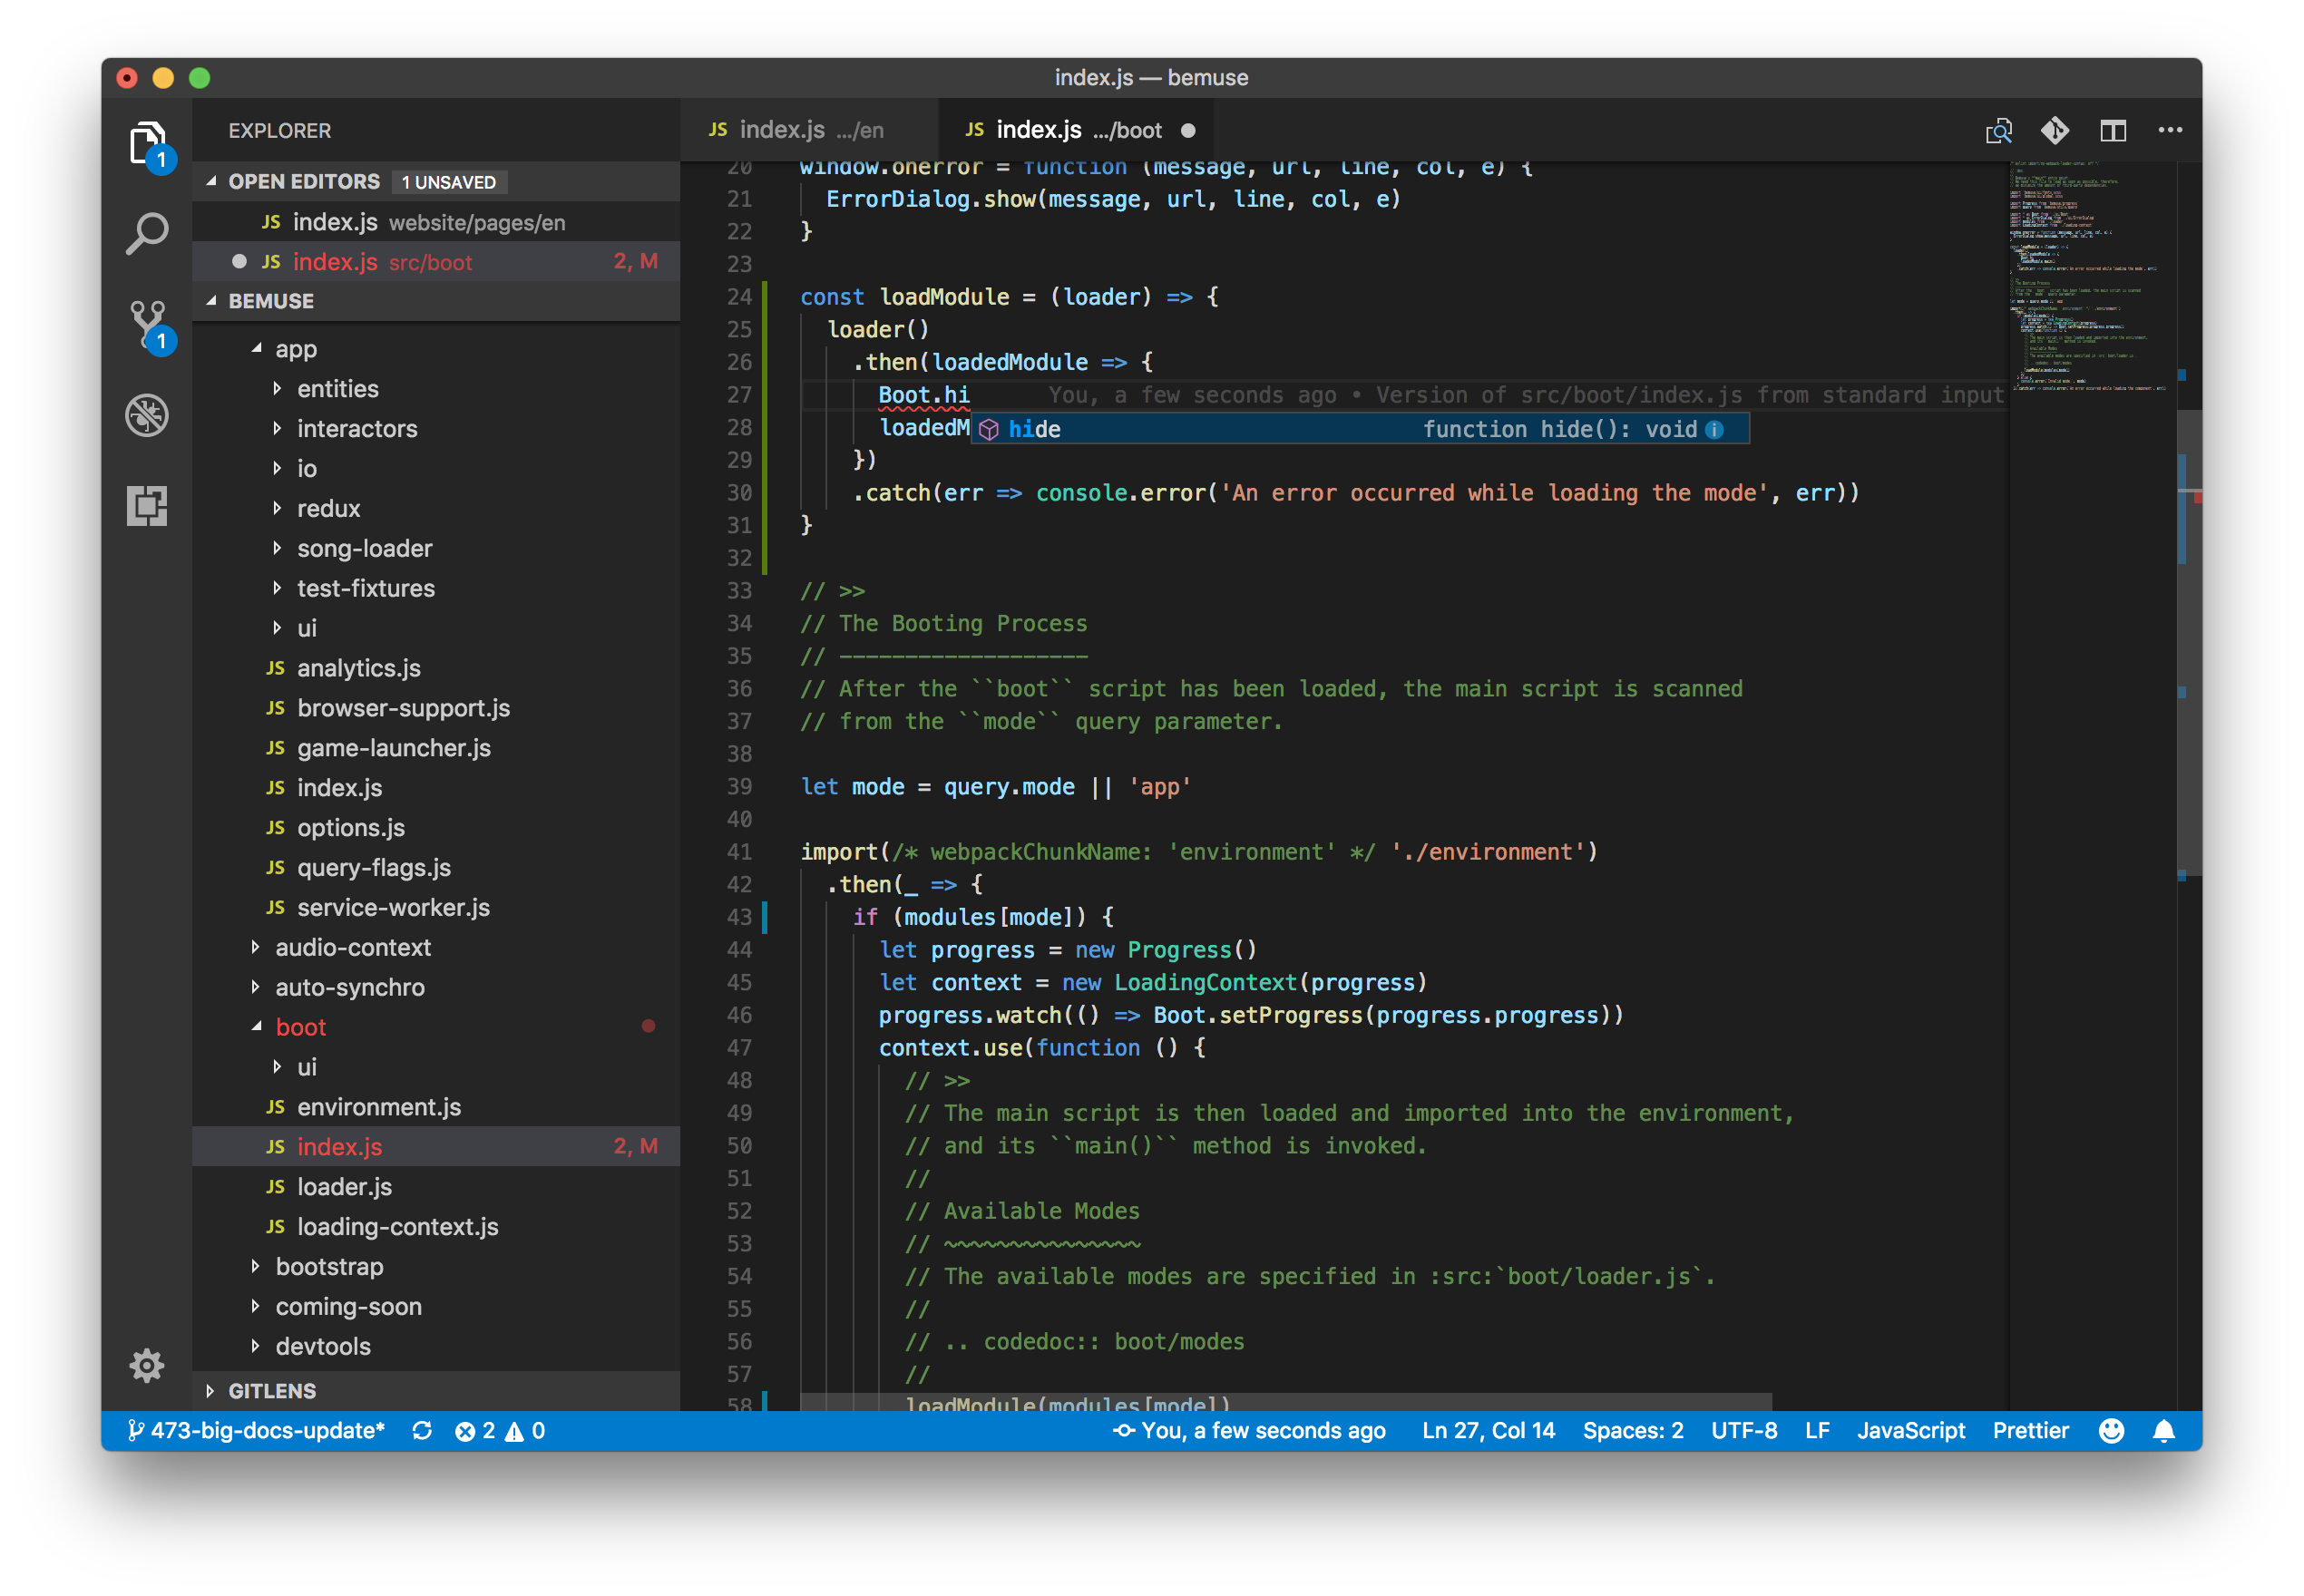 index.js — bemuse
EXPLORER
OPEN EDITORS 1 UNSAVED
JS index.js website/pages/en
JS index.js src/boot 2, M
BEMUSE
app
entities
interactors
io
redux
song-loader
test-fixtures
ui
JS analytics.js
JS browser-support.js
JS game-launcher.js
JS index.js
JS options.js
JS query-flags.js
JS service-worker.js
audio-context
auto-synchro
boot
ui
JS environment.js
JS index.js 2, M
JS loader.js
JS loading-context.js
bootstrap
coming-soon
devtools
GITLENS
1
1
JS index.js .../en
JS index.js .../boot
20 window.onerror = function (message, url, line, col, e) {
21 ErrorDialog.show(message, url, line, col, e)
22 }
23
24 const loadModule = (loader) => {
25 loader()
26 .then(loadedModule => {
27 Boot.hi You, a few seconds ago • Version of src/boot/index.js from standard input
28 loadedM
hide function hide(): void
29 })
30 .catch(err => console.error('An error occurred while loading the mode', err))
31 }
32
33 // >>
34 // The Booting Process
35 // -------------------
36 // After the ``boot`` script has been loaded, the main script is scanned
37 // from the ``mode`` query parameter.
38
39 let mode = query.mode || 'app'
40
41 import(/* webpackChunkName: 'environment' */ './environment')
42 .then(_ => {
43 if (modules[mode]) {
44 let progress = new Progress()
45 let context = new LoadingContext(progress)
46 progress.watch(() => Boot.setProgress(progress.progress))
47 context.use(function () {
48 // >>
49 // The main script is then loaded and imported into the environment,
50 // and its ``main()`` method is invoked.
51 //
52 // Available Modes
53 // ~~~~~~~~~~~~~~~
54 // The available modes are specified in :src:`boot/loader.js`.
55 //
56 // .. codedoc:: boot/modes
57 //
58 loadModule(modules[mode])
473-big-docs-update* 2 0 You, a few seconds ago Ln 27, Col 14 Spaces: 2 UTF-8 LF JavaScript Prettier